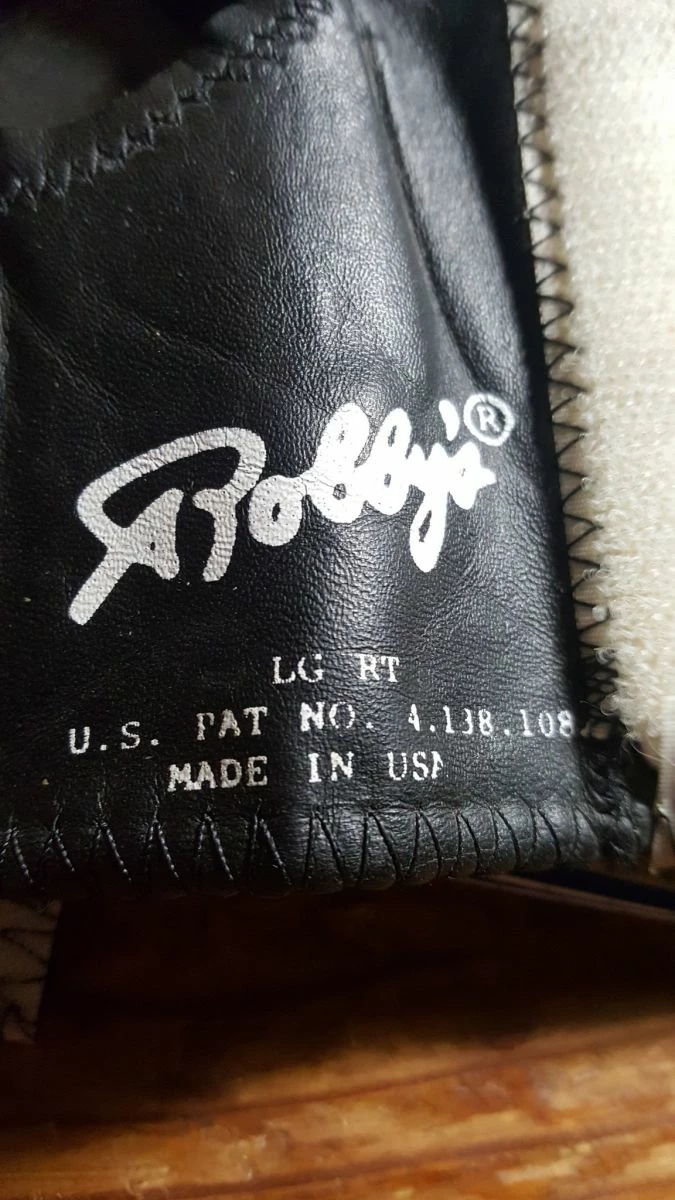 Robby's®
LG RT
U.S. PAT NO. 4.138.108
MADE IN USA